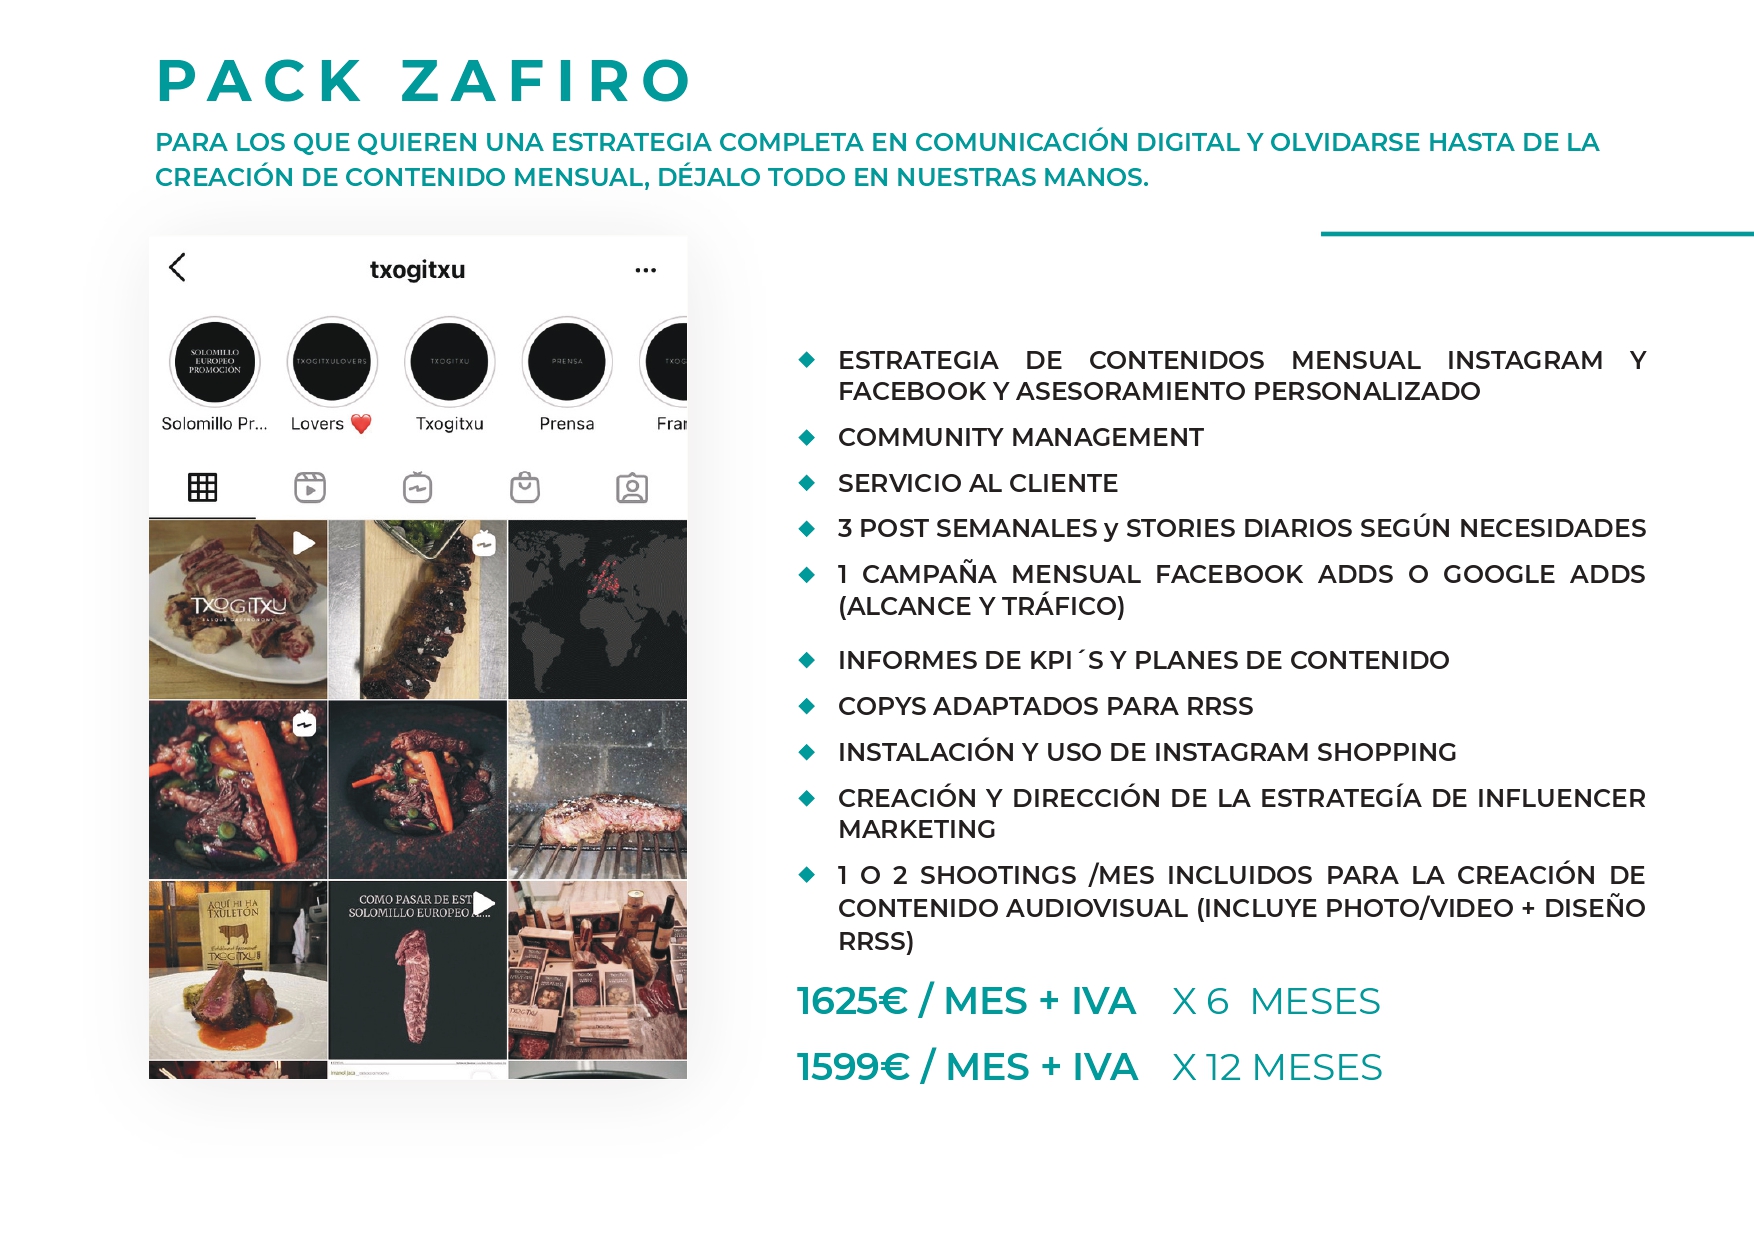 PACK ZAFIRO
PARA LOS QUE QUIEREN UNA ESTRATEGIA COMPLETA EN COMUNICACIÓN DIGITAL Y OLVIDARSE HASTA DE LA
CREACIÓN DE CONTENIDO MENSUAL, DÉJALO TODO EN NUESTRAS MANOS.
txogitxu
SOLOMILLO
EUROPEO
PROMOCIÓN
TXOGITXULOVERS
TXOGITXU
PRENSA
Solomillo Pr...
Lovers ❤️
Txogitxu
Prensa
TXOGITXU
BASQUE GASTRONOMY
AQUÍ HI HA
TXULETÓN
TXOGITXU
COMO PASAR DE EST
SOLOMILLO EUROPEO A...
ESTRATEGIA DE CONTENIDOS MENSUAL INSTAGRAM Y
FACEBOOK Y ASESORAMIENTO PERSONALIZADO
COMMUNITY MANAGEMENT
SERVICIO AL CLIENTE
3 POST SEMANALES y STORIES DIARIOS SEGÚN NECESIDADES
1 CAMPAÑA MENSUAL FACEBOOK ADDS O GOOGLE ADDS
(ALCANCE Y TRÁFICO)
INFORMES DE KPI´S Y PLANES DE CONTENIDO
COPYS ADAPTADOS PARA RRSS
INSTALACIÓN Y USO DE INSTAGRAM SHOPPING
CREACIÓN Y DIRECCIÓN DE LA ESTRATEGÍA DE INFLUENCER
MARKETING
1 O 2 SHOOTINGS /MES INCLUIDOS PARA LA CREACIÓN DE
CONTENIDO AUDIOVISUAL (INCLUYE PHOTO/VIDEO + DISEÑO
RRSS)
1625€ / MES + IVA X 6 MESES
1599€ / MES + IVA X 12 MESES